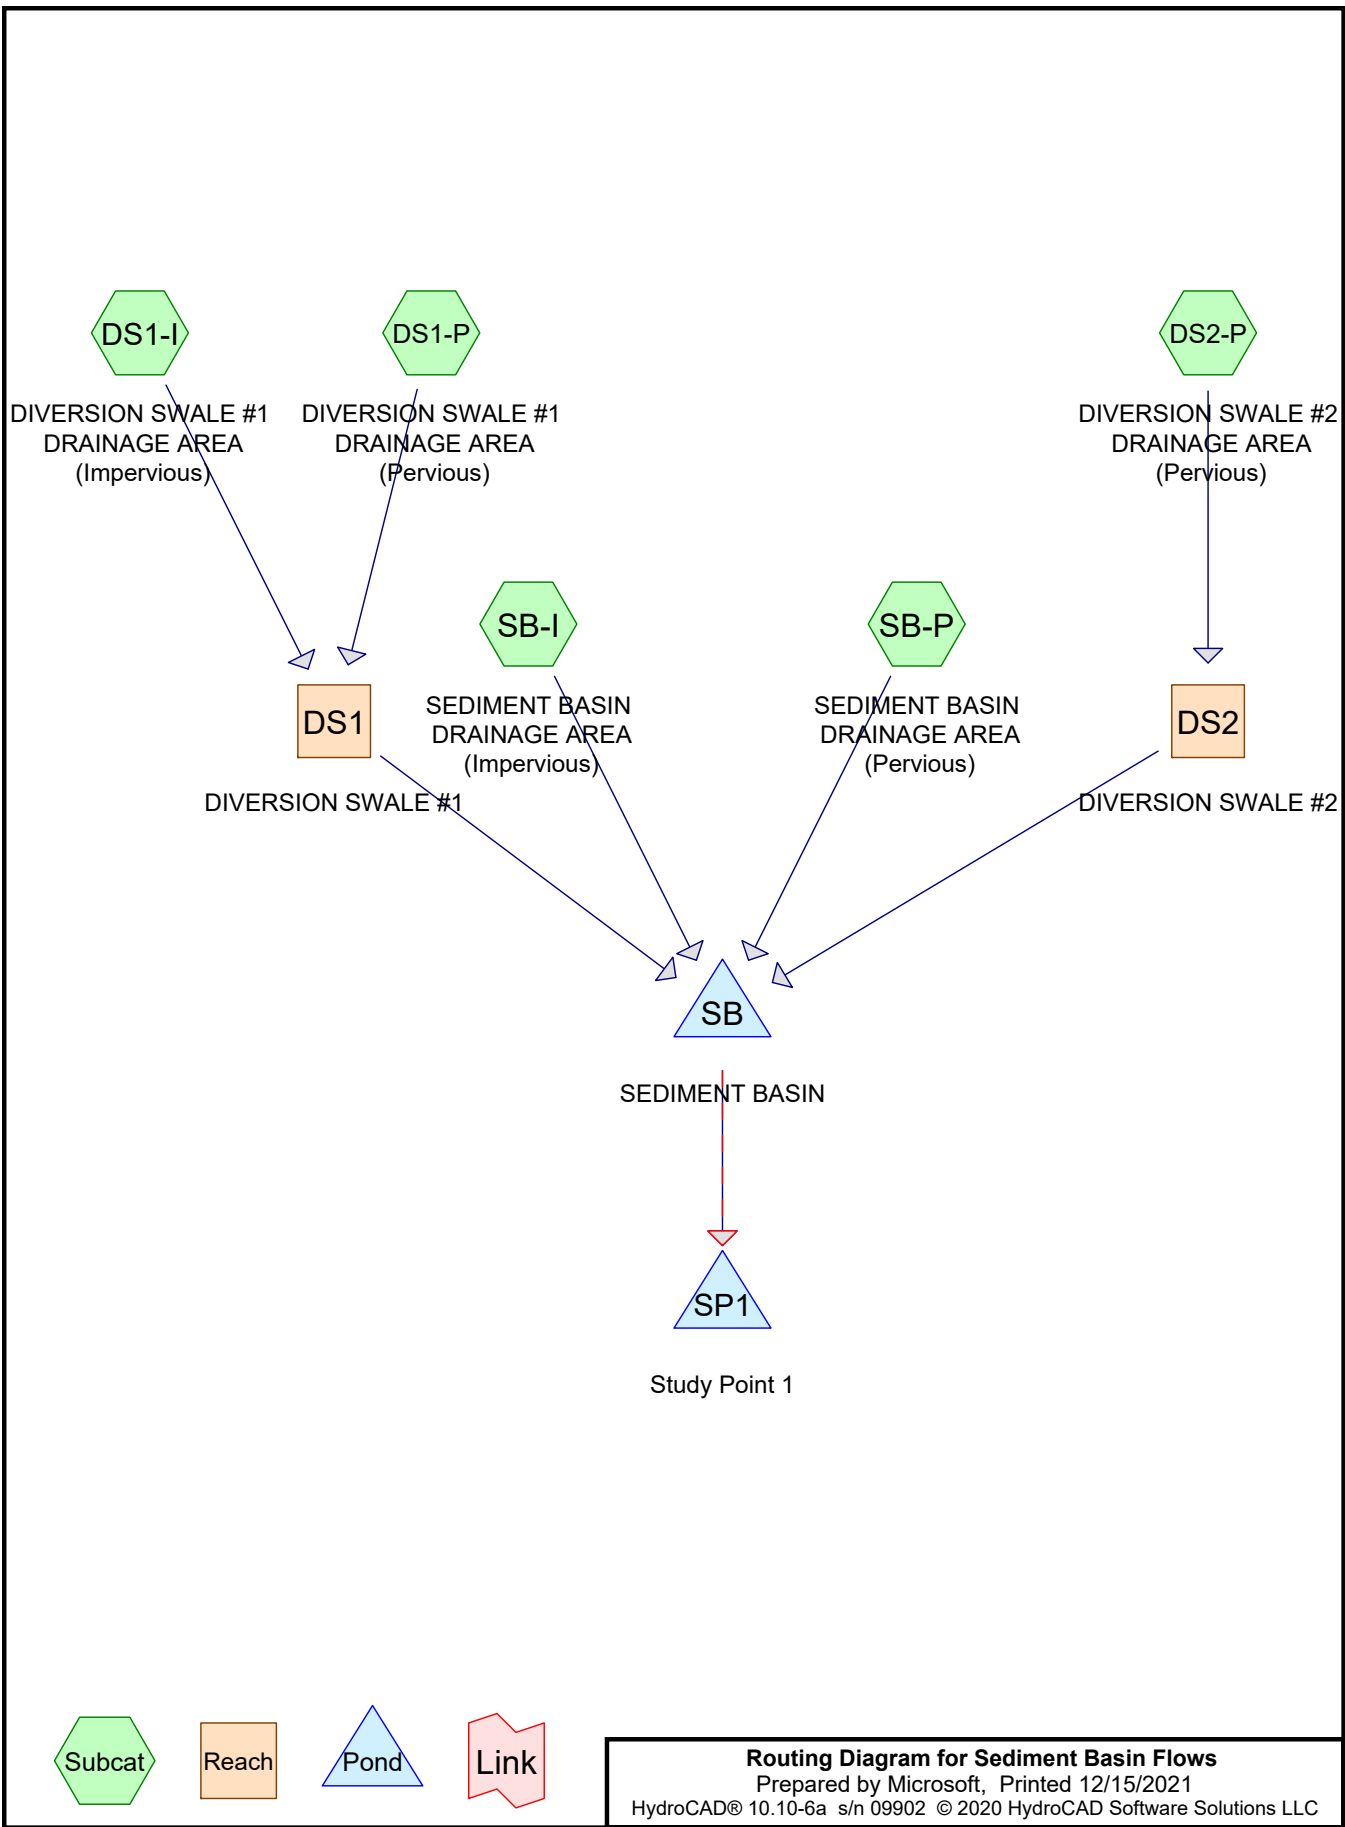 DS1-I
DIVERSION SWALE #1
DRAINAGE AREA
(Impervious)
DS1-P
DIVERSION SWALE #1
DRAINAGE AREA
(Pervious)
DS2-P
DIVERSION SWALE #2
DRAINAGE AREA
(Pervious)
SB-I
SEDIMENT BASIN
DRAINAGE AREA
(Impervious)
SB-P
SEDIMENT BASIN
DRAINAGE AREA
(Pervious)
DS1
DIVERSION SWALE #1
DS2
DIVERSION SWALE #2
SB
SEDIMENT BASIN
SP1
Study Point 1
Subcat
Reach
Pond
Link
Routing Diagram for Sediment Basin Flows
Prepared by Microsoft, Printed 12/15/2021
HydroCAD® 10.10-6a s/n 09902 © 2020 HydroCAD Software Solutions LLC